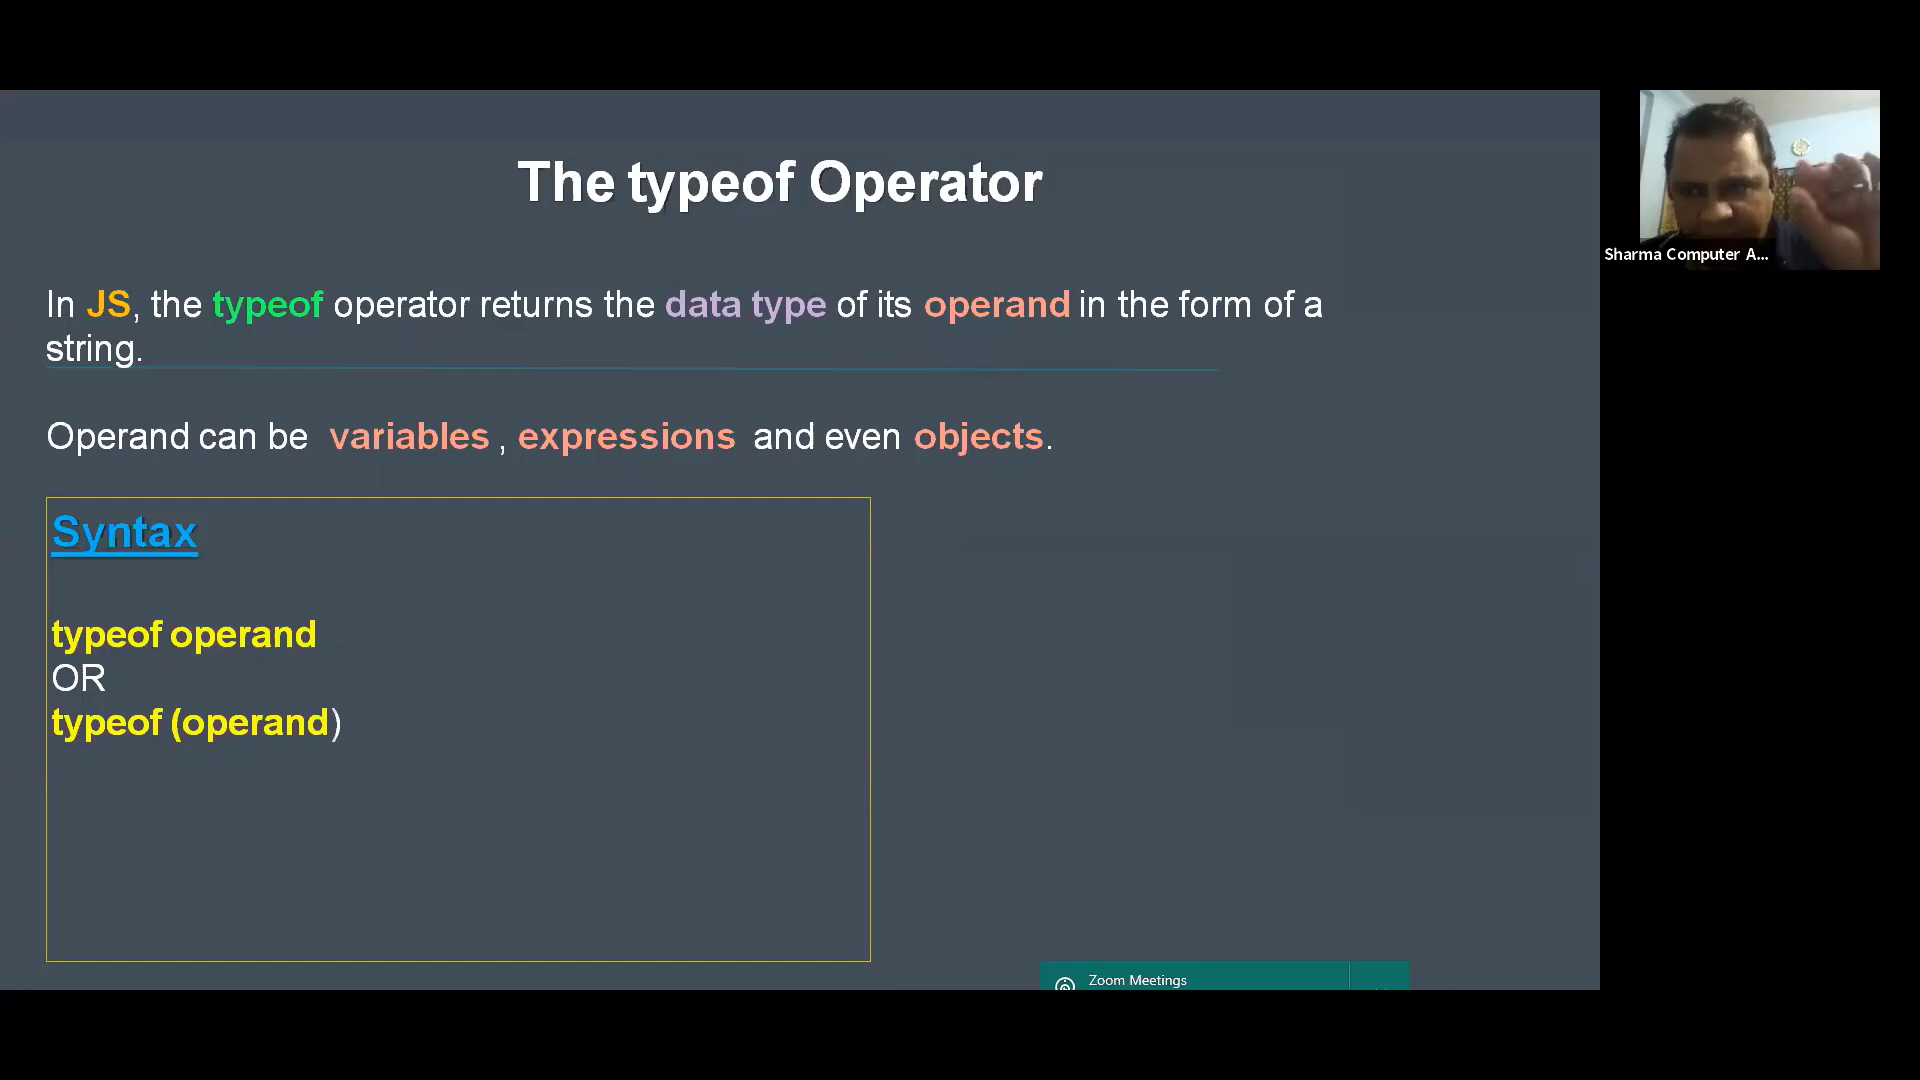 The typeof Operator
In JS, the typeof operator returns the data type of its operand in the form of a
string.
Operand can be variables , expressions and even objects.
Syntax
typeof operand
OR
typeof (operand)
Sharma Computer A...
Zoom Meetings